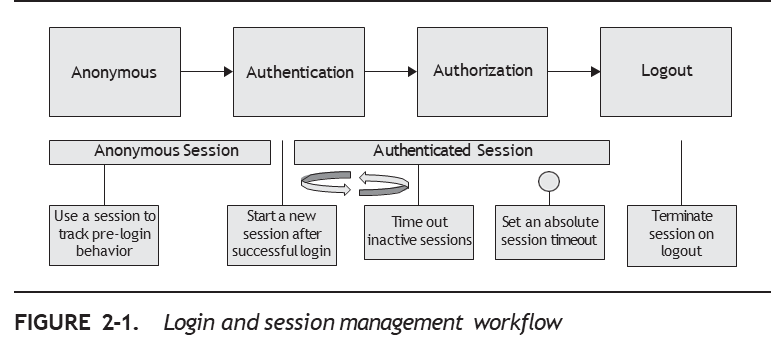 Anonymous
Authentication
Authorization
Logout
Anonymous Session
Authenticated Session
Use a session to
track pre-login
behavior
Start a new
session after
successful login
Time out
inactive sessions
Set an absolute
session timeout
Terminate
session on
logout
FIGURE 2-1. Login and session management workflow